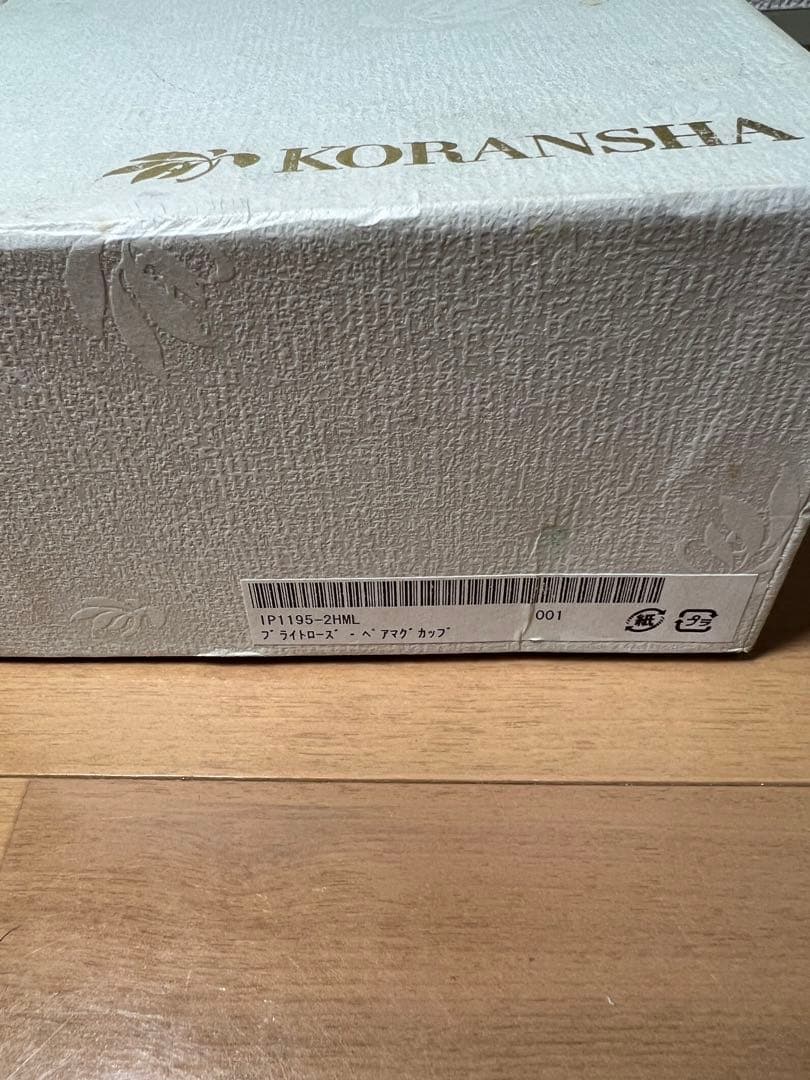 KORANSHA
IP1195-2HML 001
ﾌﾞﾗｲﾄﾛｰｽﾞ - ﾍﾟｱﾏｸﾞｶｯﾌﾟ
紙
ダラ